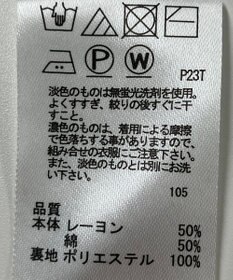 P W
P23T
淡色のものは無蛍光洗剤を使用。
よくすすぎ、絞りの後すぐに干
すこと。
濃色のものは、着用による摩擦
で色落ちする事がありますので、
組み合せの衣服にご注意下さい。
また、淡色のものとは別にお洗
い下さい。
105
品質
本体 レーヨン 50%
綿 50%
裏地 ポリエステル 100%